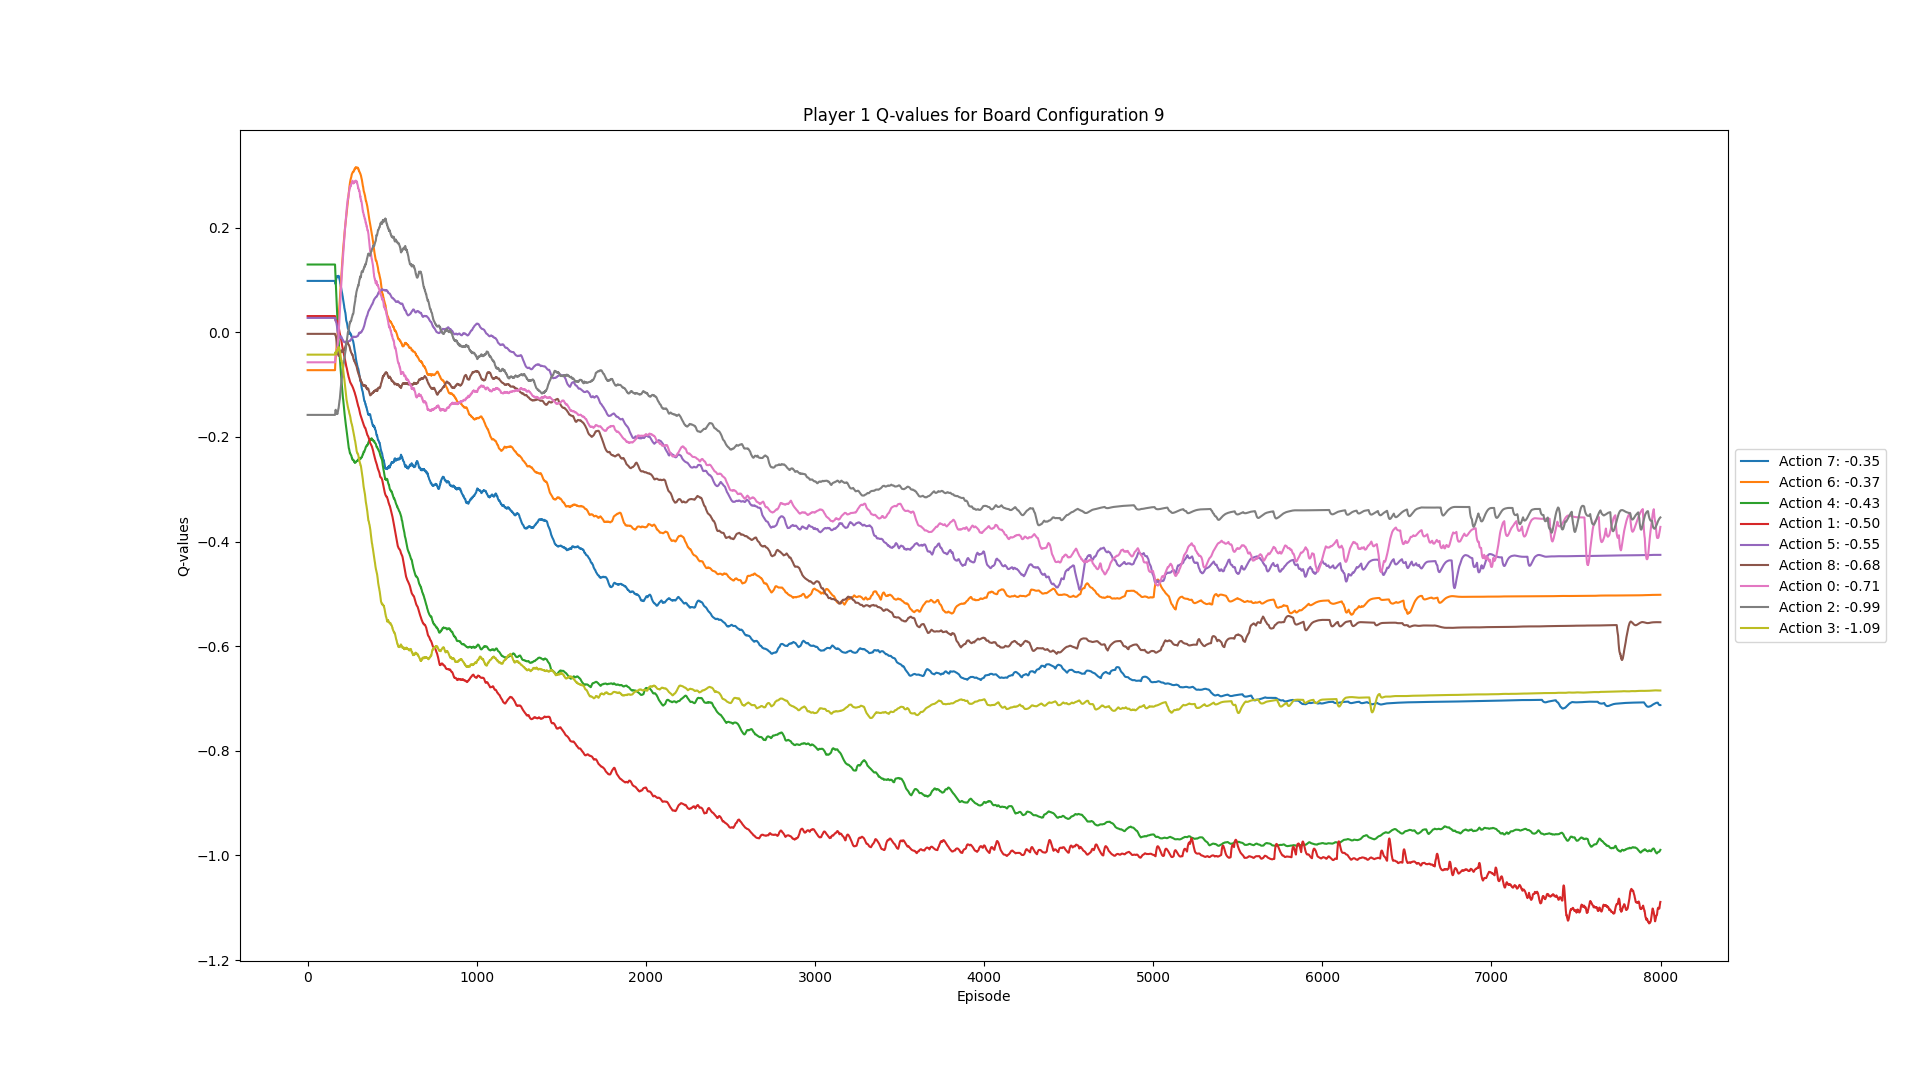 Player 1 Q-values for Board Configuration 9
Q-values
0.2
0.0
−0.2
−0.4
−0.6
−0.8
−1.0
−1.2
0 1000 2000 3000 4000 5000 6000 7000 8000
Episode
Action 7: -0.35
Action 6: -0.37
Action 4: -0.43
Action 1: -0.50
Action 5: -0.55
Action 8: -0.68
Action 0: -0.71
Action 2: -0.99
Action 3: -1.09